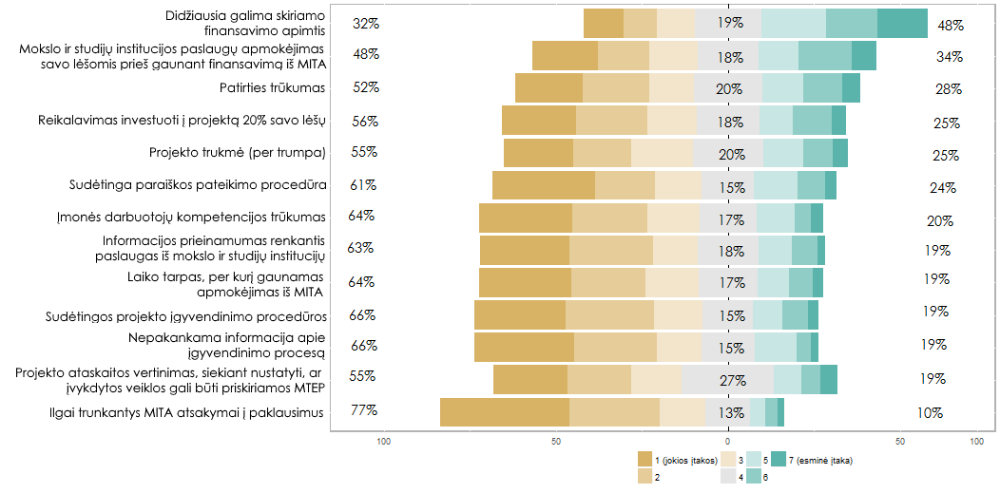 Didžiausia galima skiriamo
finansavimo apimtis
32%
19%
48%
Mokslo ir studijų institucijos paslaugų apmokėjimas
savo lėšomis prieš gaunant finansavimą iš MITA
48%
18%
34%
Patirties trūkumas
52%
20%
28%
Reikalavimas investuoti į projektą 20% savo lėšų
56%
18%
25%
Projekto trukmė (per trumpa)
55%
20%
25%
Sudėtinga paraiškos pateikimo procedūra
61%
15%
24%
Įmonės darbuotojų kompetencijos trūkumas
64%
17%
20%
Informacijos prieinamumas renkantis
paslaugas iš mokslo ir studijų institucijų
63%
18%
19%
Laiko tarpas, per kurį gaunamas
apmokėjimas iš MITA
64%
17%
19%
Sudėtingos projekto įgyvendinimo procedūros
66%
15%
19%
Nepakankama informacija apie
įgyvendinimo procesą
66%
15%
19%
Projekto ataskaitos vertinimas, siekiant nustatyti, ar
įvykdytos veiklos gali būti priskiriamos MTEP
55%
27%
19%
Ilgai trunkantys MITA atsakymai į paklausimus
77%
13%
10%
100 50 0 50 100
1 (jokios įtakos) 3 5 7 (esminė įtaka)
2 4 6